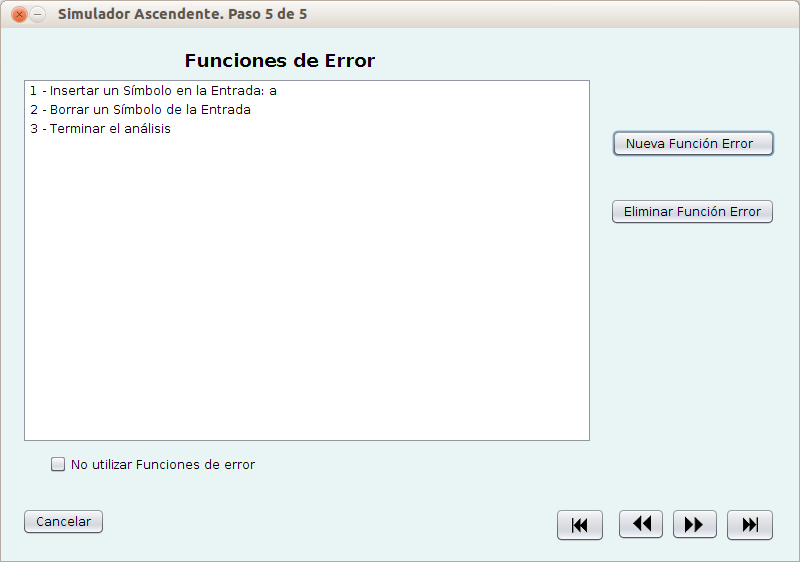 Simulador Ascendente. Paso 5 de 5
Funciones de Error
1 - Insertar un Símbolo en la Entrada: a
2 - Borrar un Símbolo de la Entrada
3 - Terminar el análisis
Nueva Función Error
Eliminar Función Error
No utilizar Funciones de error
Cancelar